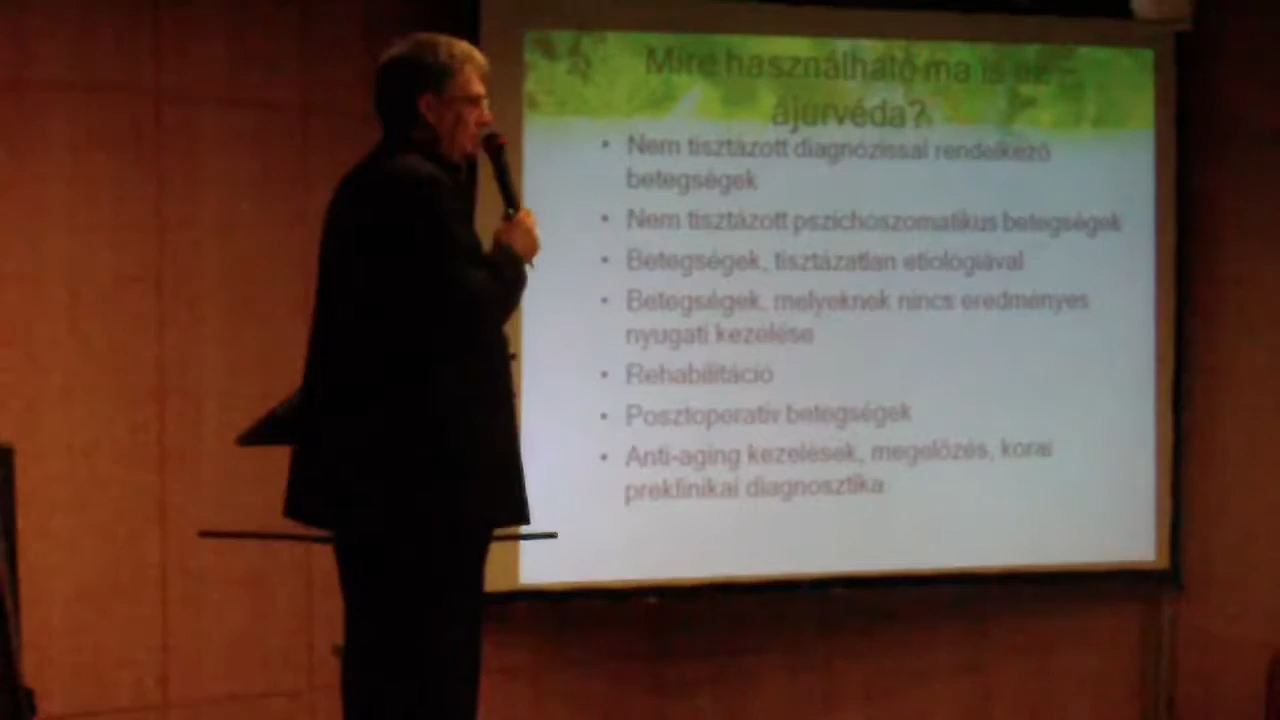 Mire használható ma is az
ájurvéda?
• Nem tisztázott diagnózissal rendelkező
betegségek
• Nem tisztázott pszichoszomatikus betegségek
• Betegségek, tisztázatlan etiológiával
• Betegségek, melyeknek nincs eredményes
nyugati kezelése
• Rehabilitáció
• Posztoperatív betegségek
• Anti-aging kezelések, megelőzés, korai
preklinikai diagnosztika